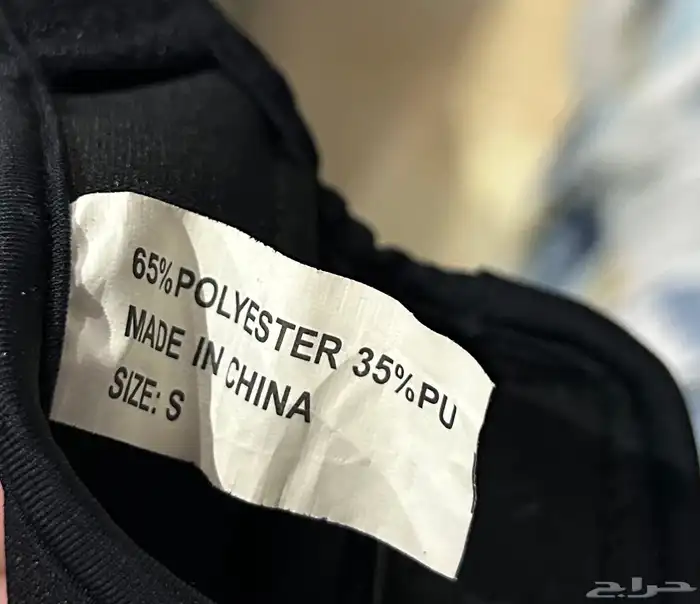 65%POLYESTER 35%PU
MADE IN CHINA
SIZE: S
حراج